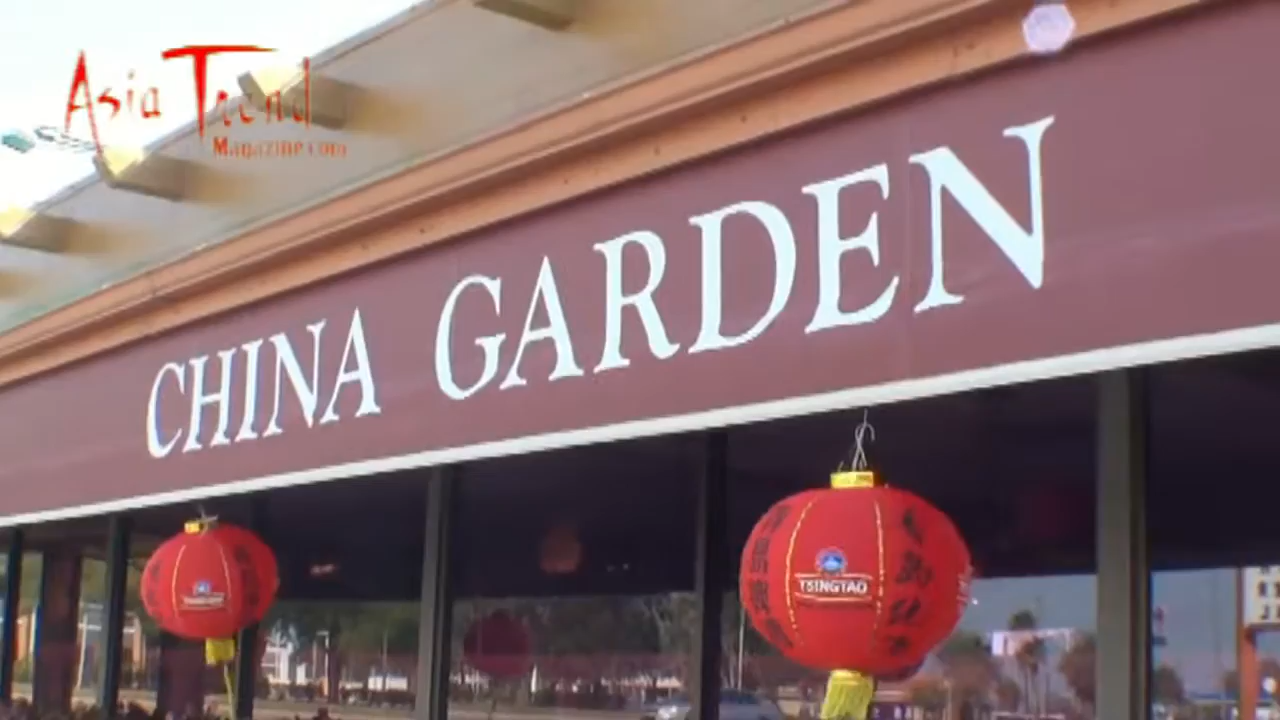 Asia Trend
Magazine.com
CHINA GARDEN
TSINGTAO
TSINGTAO